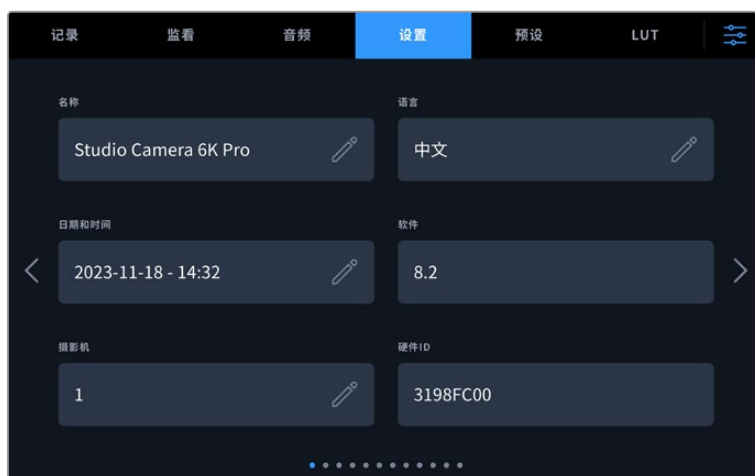 记录 监看 音频 设置 预设 LUT
名称 语言
Studio Camera 6K Pro 中文
日期和时间 软件
2023-11-18 - 14:32 8.2
摄影机 硬件ID
1 3198FC00